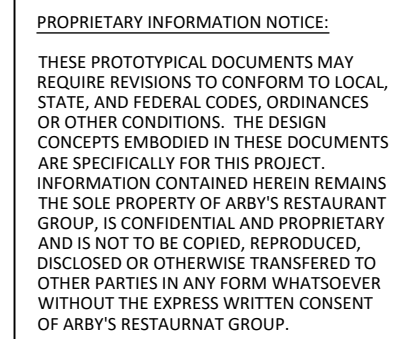 PROPRIETARY INFORMATION NOTICE:
THESE PROTOTYPICAL DOCUMENTS MAY
REQUIRE REVISIONS TO CONFORM TO LOCAL,
STATE, AND FEDERAL CODES, ORDINANCES
OR OTHER CONDITIONS. THE DESIGN
CONCEPTS EMBODIED IN THESE DOCUMENTS
ARE SPECIFICALLY FOR THIS PROJECT.
INFORMATION CONTAINED HEREIN REMAINS
THE SOLE PROPERTY OF ARBY'S RESTAURANT
GROUP, IS CONFIDENTIAL AND PROPRIETARY
AND IS NOT TO BE COPIED, REPRODUCED,
DISCLOSED OR OTHERWISE TRANSFERED TO
OTHER PARTIES IN ANY FORM WHATSOEVER
WITHOUT THE EXPRESS WRITTEN CONSENT
OF ARBY'S RESTAURNAT GROUP.